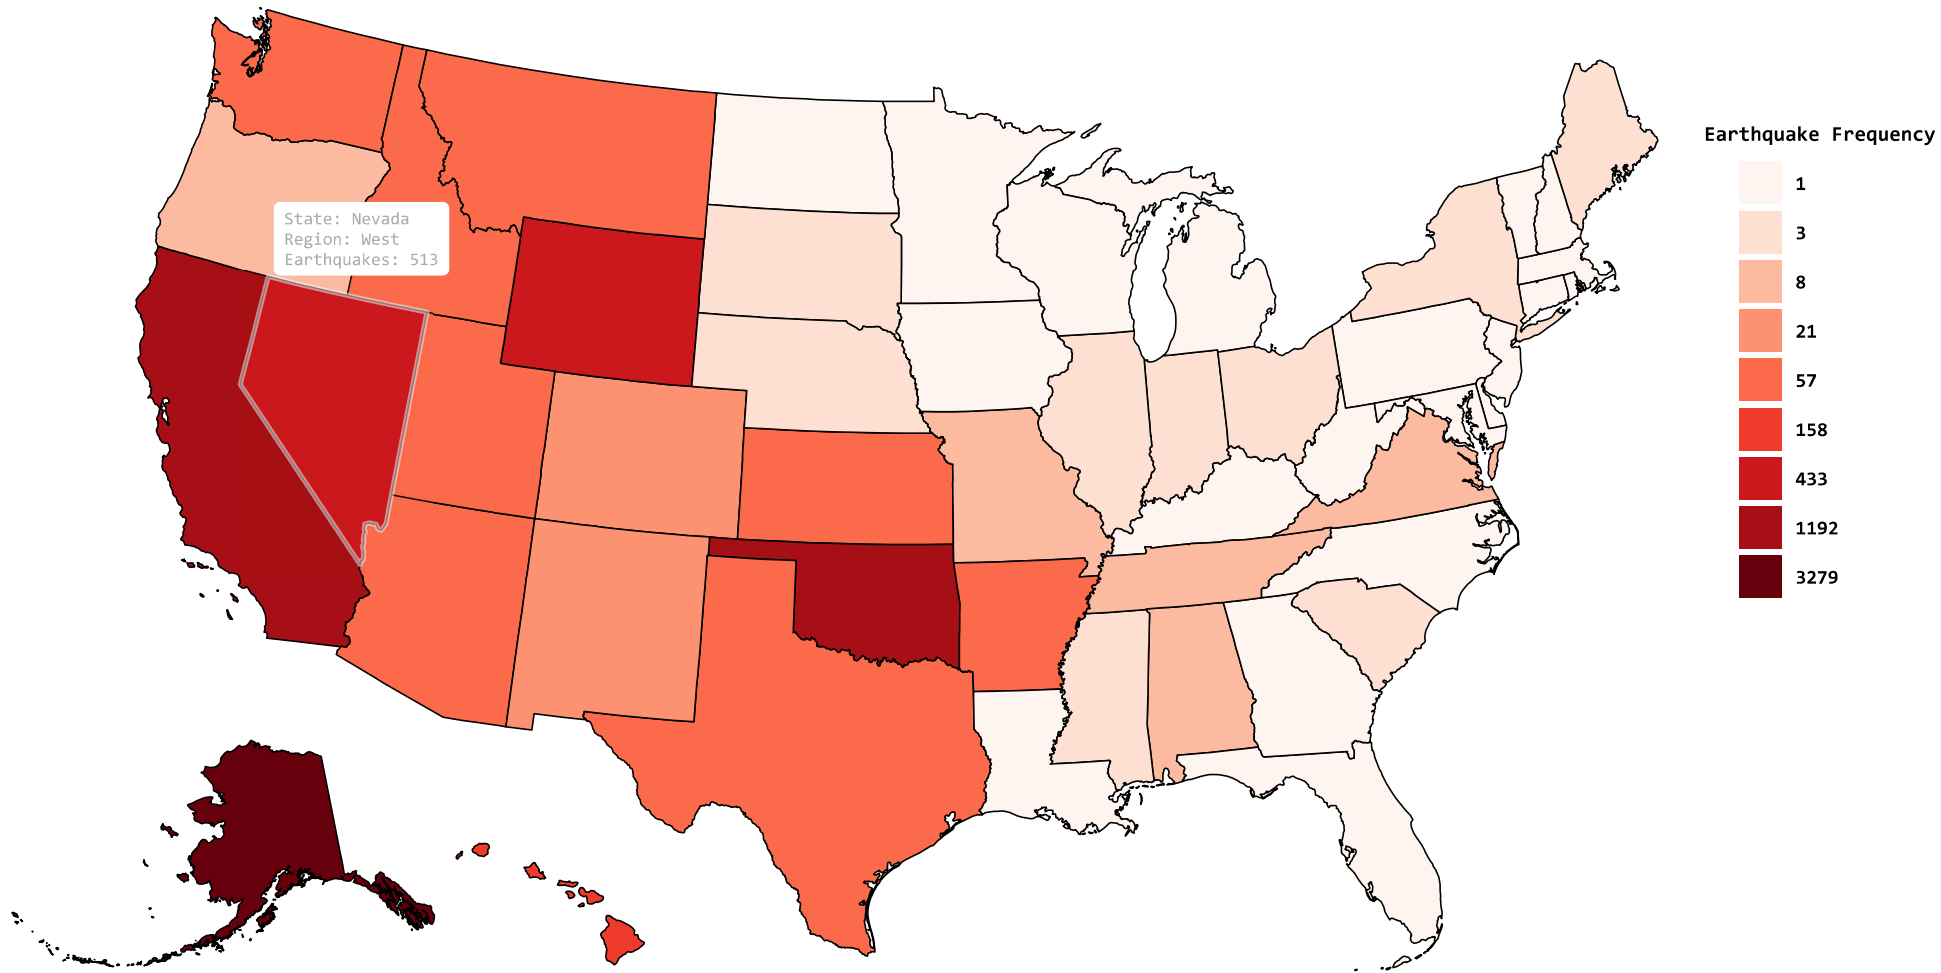 Earthquake Frequency
1
3
State: Nevada
Region: West
Earthquakes: 513
8
21
57
158
433
1192
3279